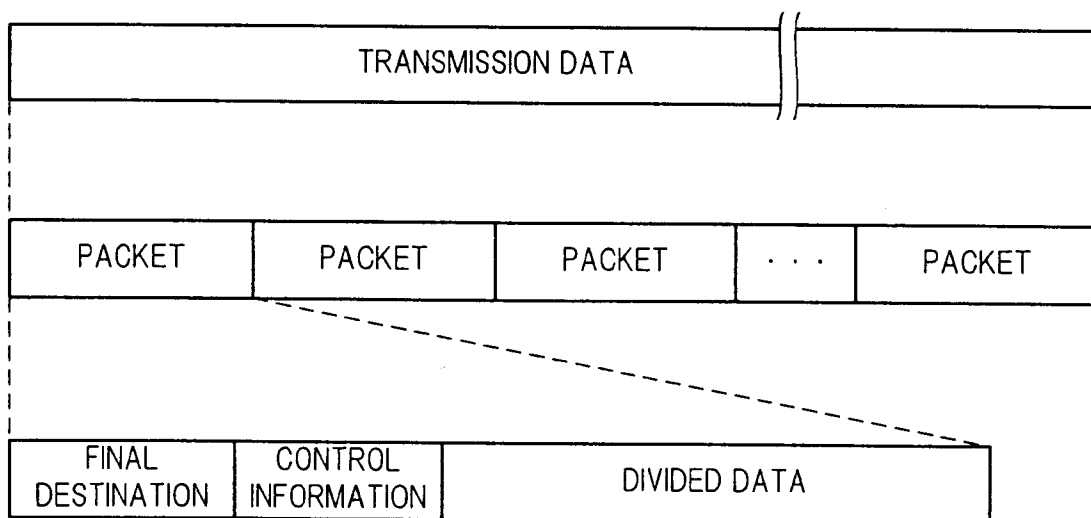 TRANSMISSION DATA
PACKET PACKET PACKET . . . PACKET
FINAL DESTINATION
CONTROL INFORMATION
DIVIDED DATA